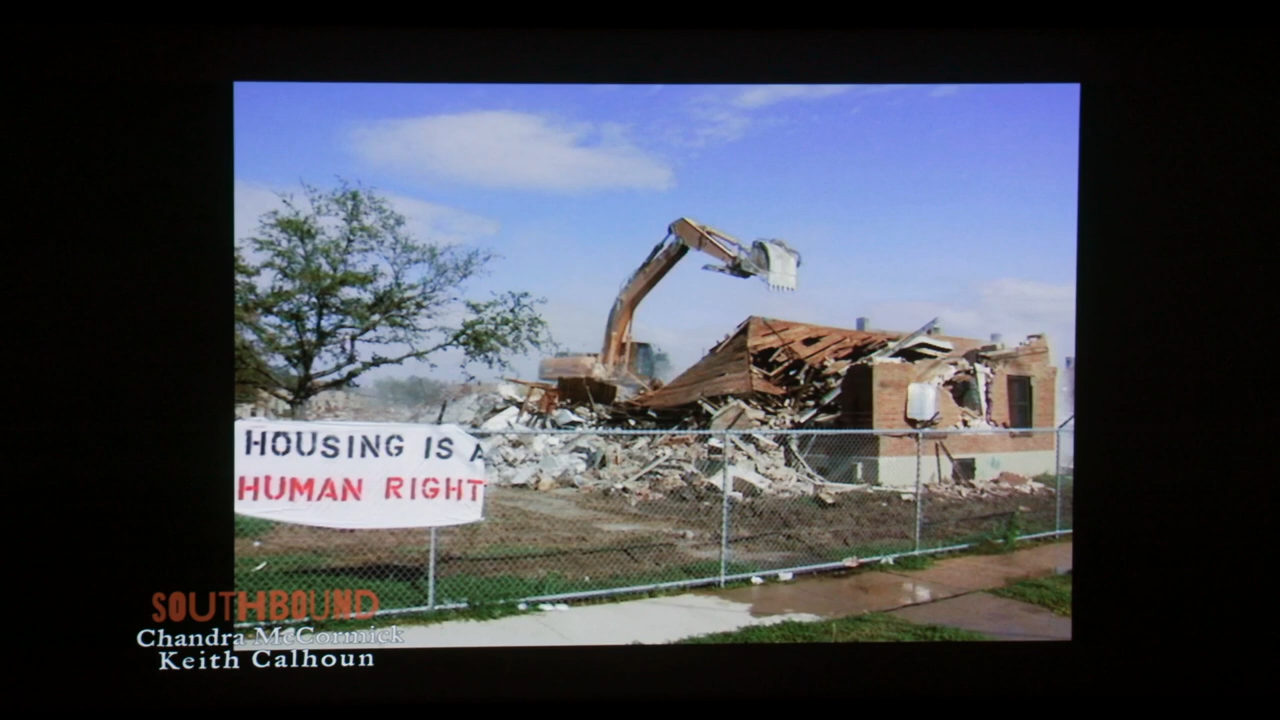 HOUSING IS A
HUMAN RIGHT
SOUTHBOUND
Chandra McCormick
Keith Calhoun